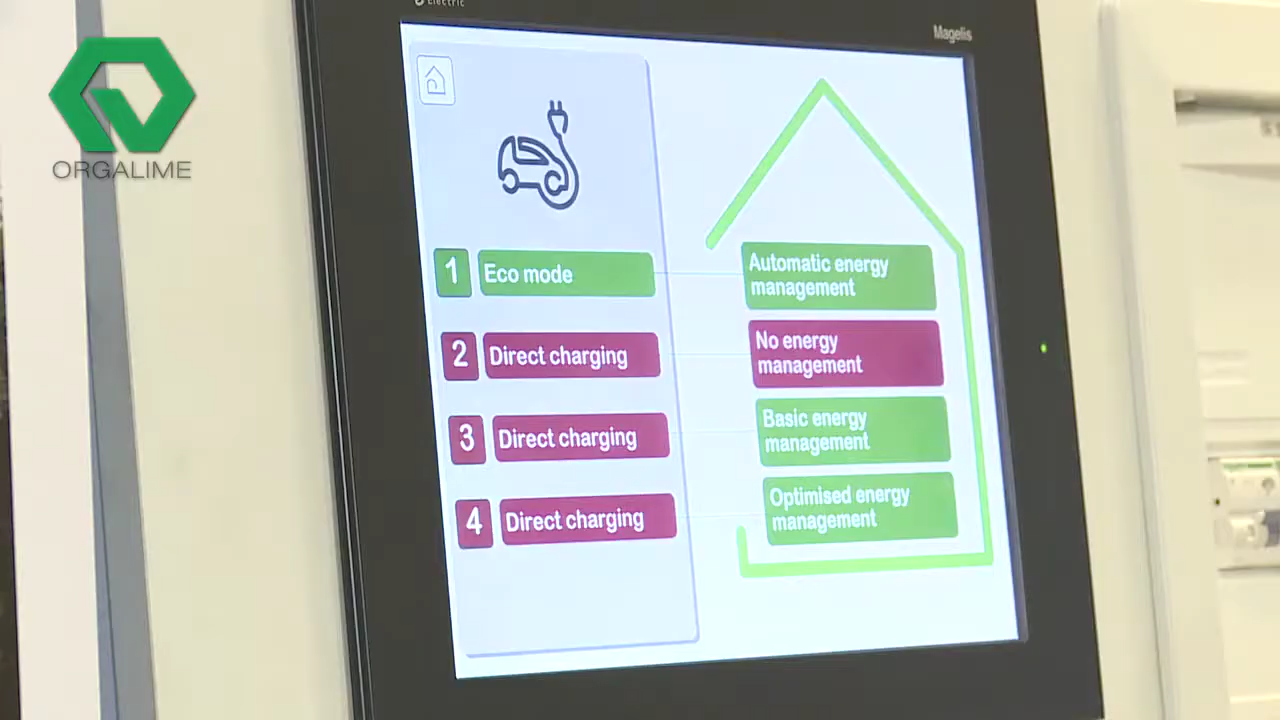 Electric
Magelis
ORGALIME
1 Eco mode
2 Direct charging
3 Direct charging
4 Direct charging
Automatic energy
management
No energy
management
Basic energy
management
Optimised energy
management